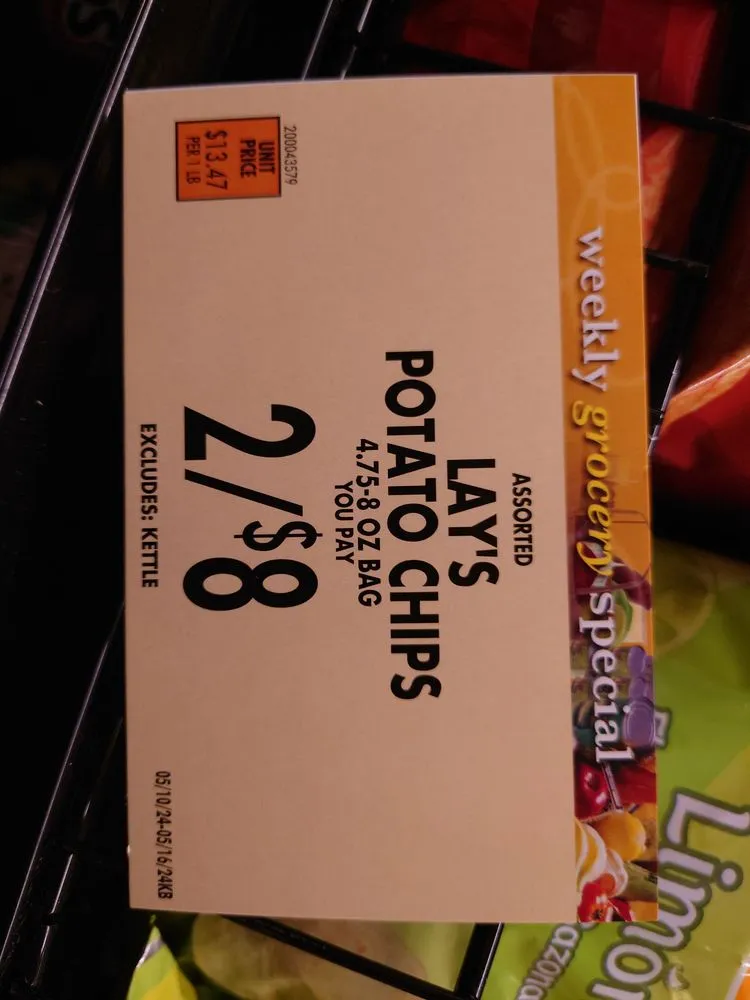 weekly grocery special
ASSORTED
LAY'S
POTATO CHIPS
4.75-8 OZ BAG
YOU PAY
2/$8
EXCLUDES: KETTLE
200043579
UNIT
PRICE
$13.47
PER 1 LB
05/10/24-05/16/24KB
Limón